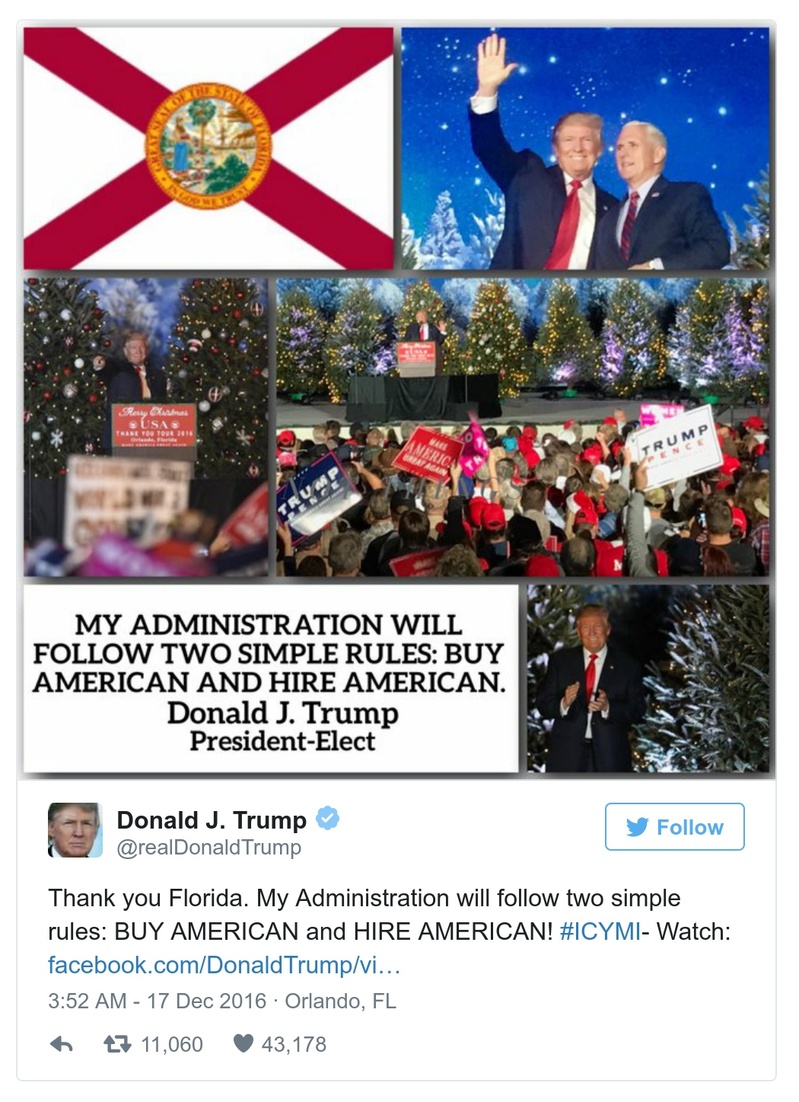 GREAT SEAL OF THE STATE OF FLORIDA
IN GOD WE TRUST
Merry Christmas
USA
THANK YOU TOUR 2016
Orlando, Florida
Merry Christmas
USA
TRUMP
PENCE
MAKE
AMERICA
GREAT AGAIN
WOMEN
TRUMP
PENCE
MY ADMINISTRATION WILL
FOLLOW TWO SIMPLE RULES: BUY
AMERICAN AND HIRE AMERICAN.
Donald J. Trump
President-Elect
Donald J. Trump
@realDonaldTrump
Follow
Thank you Florida. My Administration will follow two simple
rules: BUY AMERICAN and HIRE AMERICAN! #ICYMI- Watch:
facebook.com/DonaldTrump/vi…
3:52 AM - 17 Dec 2016 · Orlando, FL
11,060 43,178